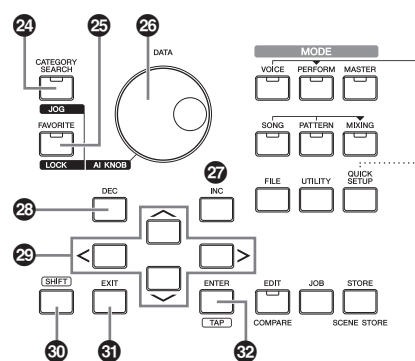 24
25
26
DATA
CATEGORY
SEARCH
JOG
FAVORITE
LOCK
AI KNOB
MODE
VOICE
PERFORM
MASTER
SONG
PATTERN
MIXING
27
DEC
INC
FILE
UTILITY
QUICK
SETUP
28
29
<
>
SHIFT
EXIT
ENTER
EDIT
JOB
STORE
TAP
COMPARE
SCENE STORE
30
31
32